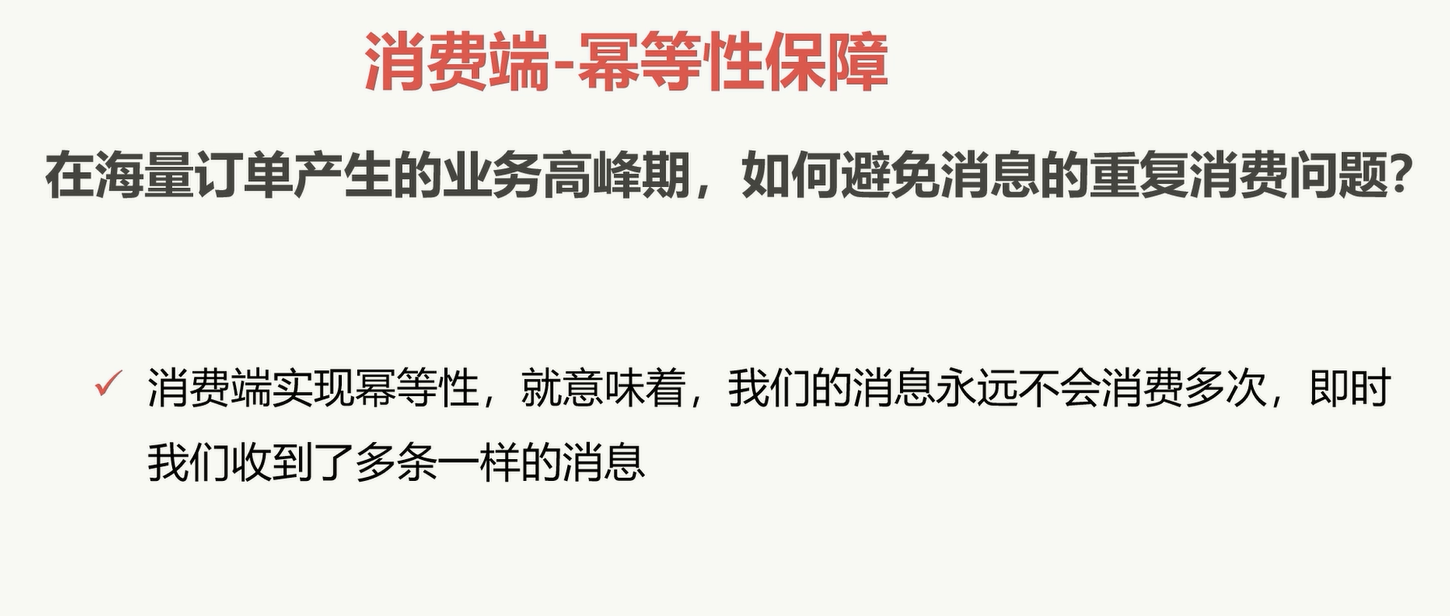 消费端-幂等性保障
在海量订单产生的业务高峰期，如何避免消息的重复消费问题？
消费端实现幂等性，就意味着，我们的消息永远不会消费多次，即时
我们收到了多条一样的消息